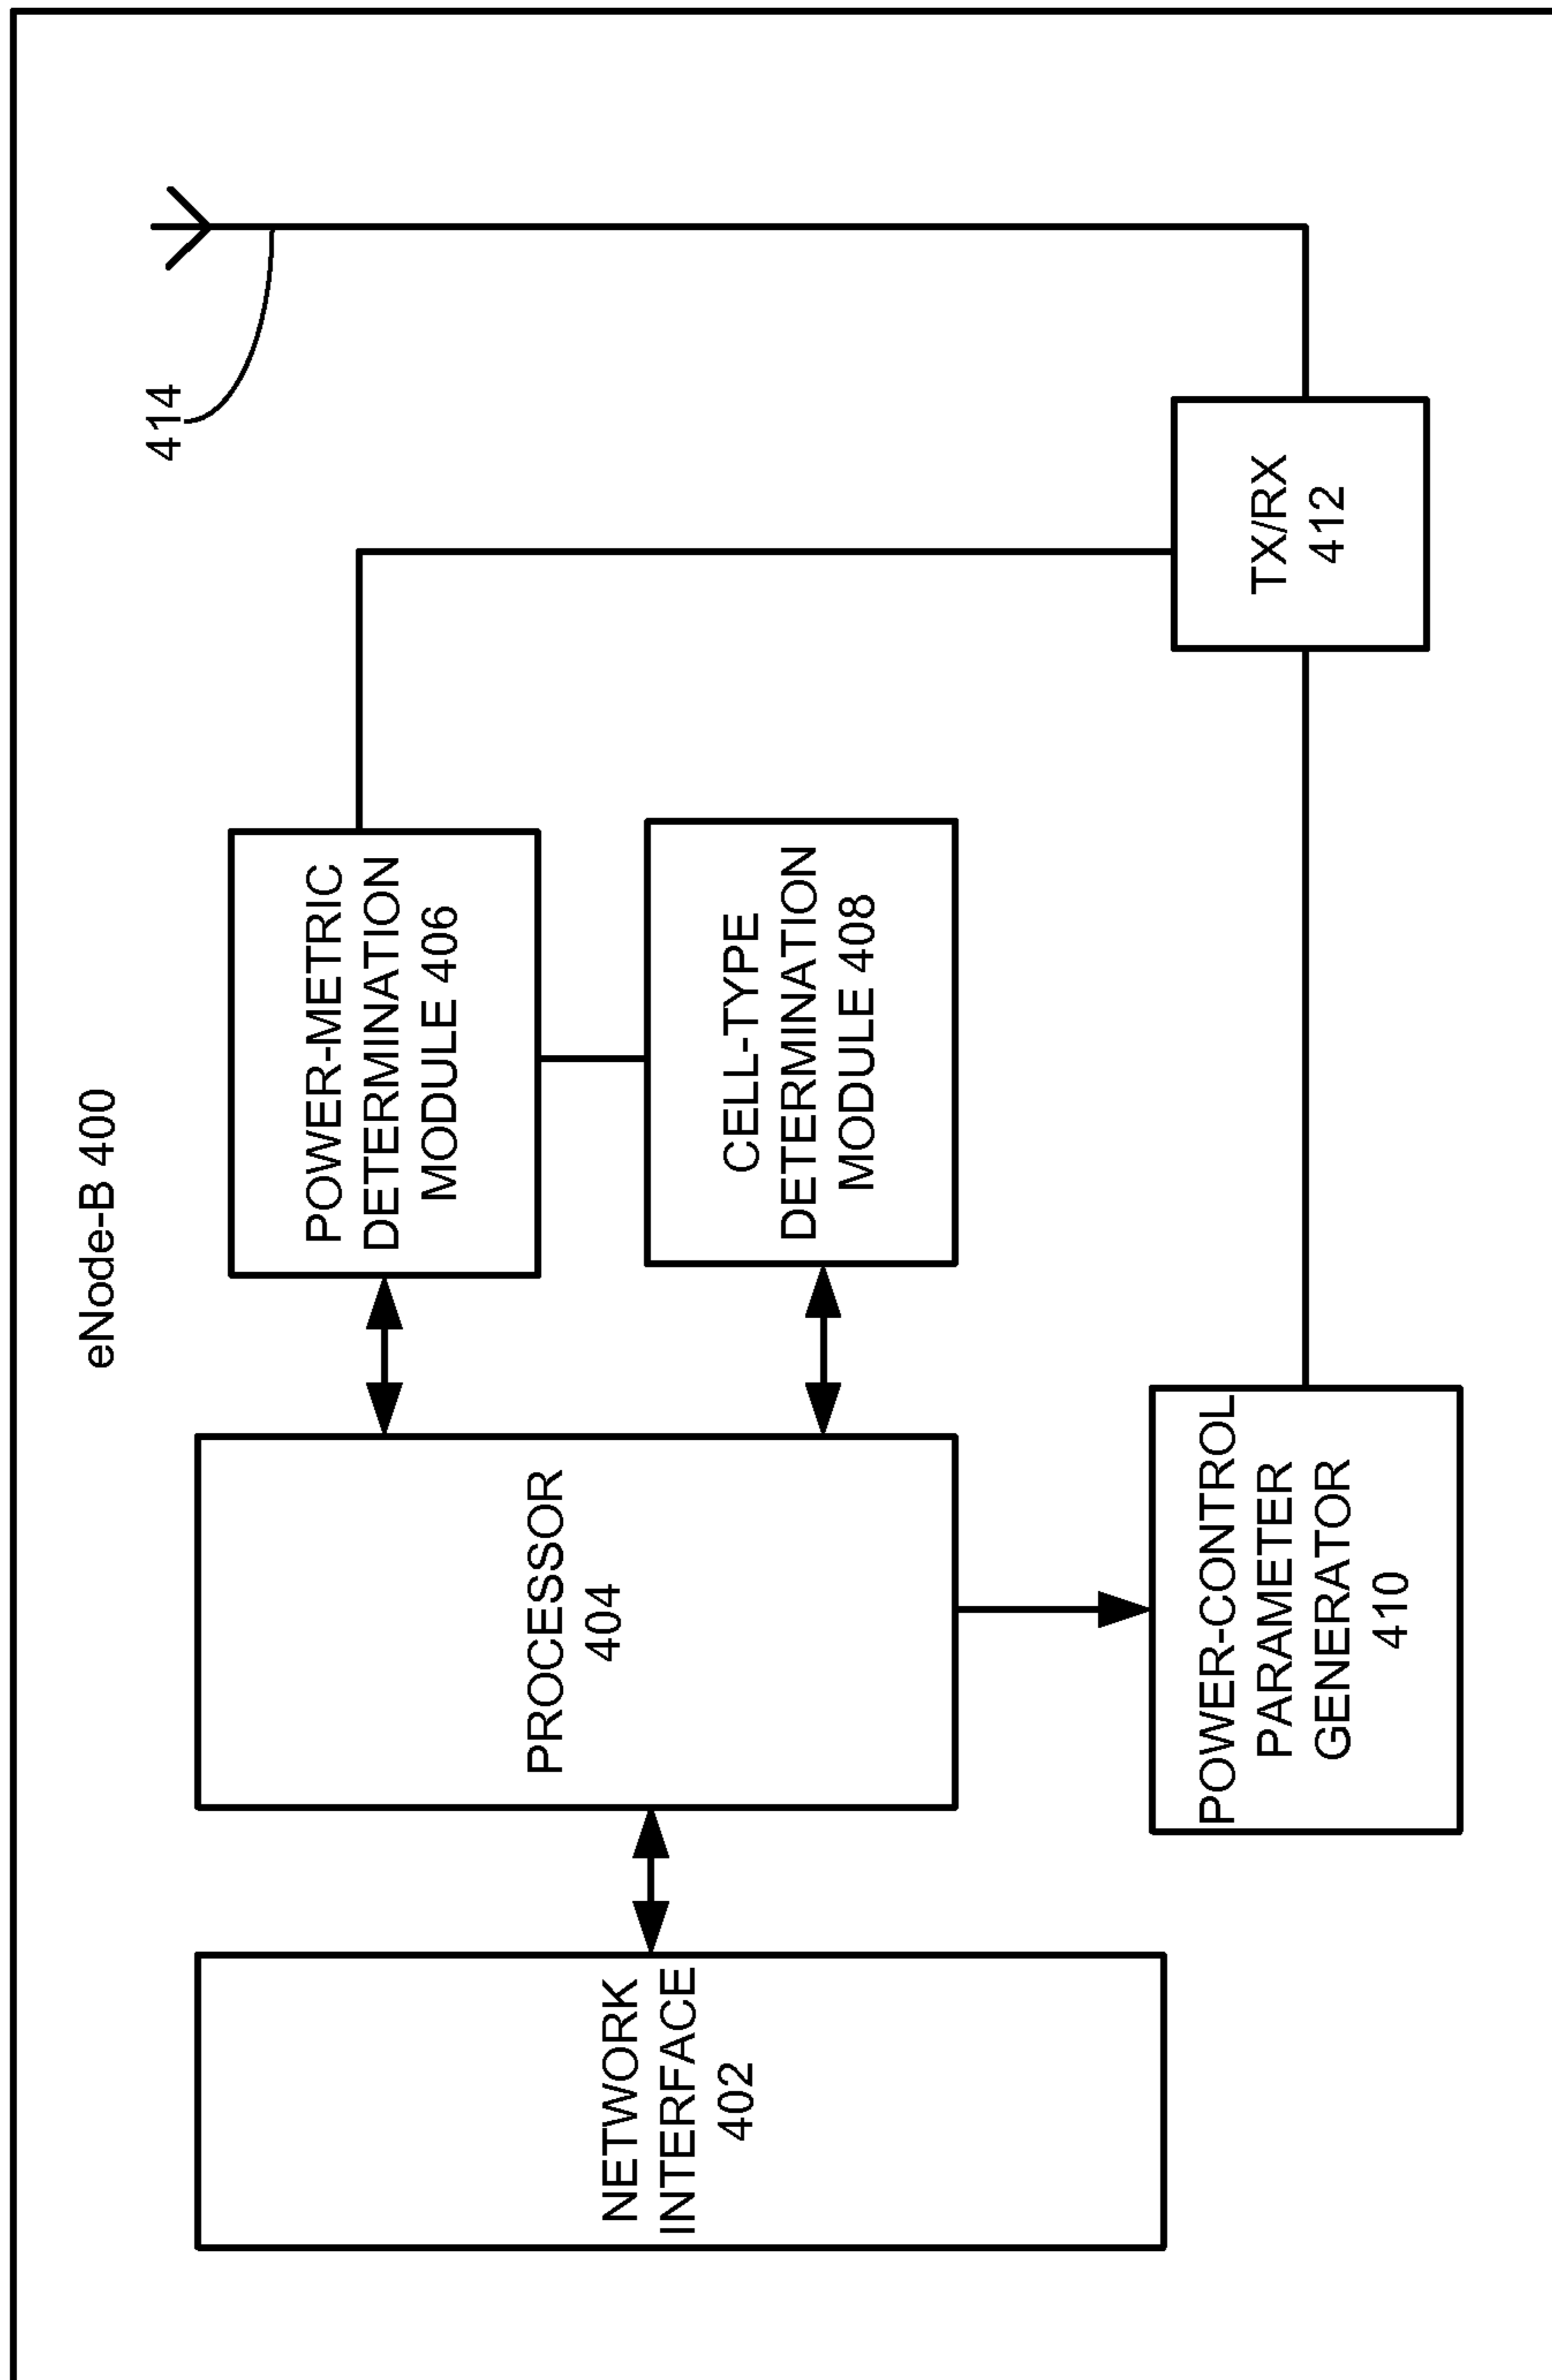 eNode-B 400
414
NETWORK
INTERFACE
402
PROCESSOR
404
POWER-METRIC
DETERMINATION
MODULE 406
CELL-TYPE
DETERMINATION
MODULE 408
POWER-CONTROL
PARAMETER
GENERATOR
410
TX/RX
412